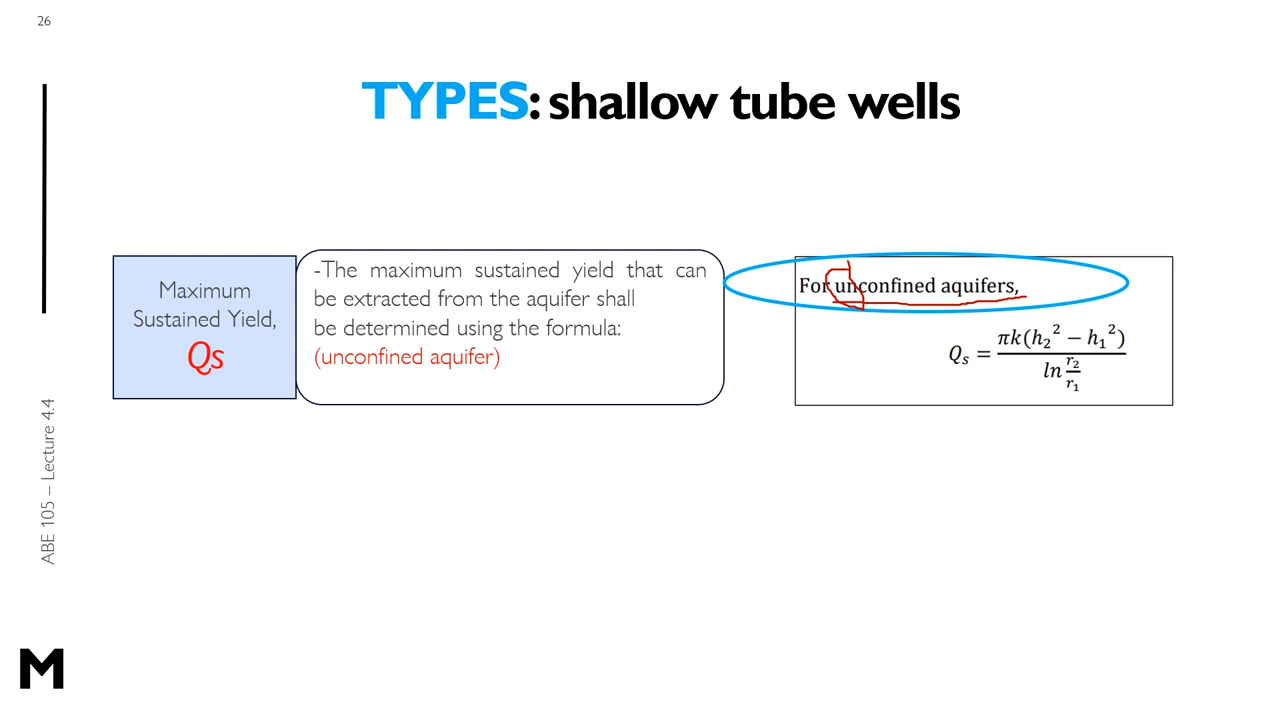 26
TYPES: shallow tube wells
Maximum
Sustained Yield,
Qs
-The maximum sustained yield that can
be extracted from the aquifer shall
be determined using the formula:
(unconfined aquifer)
For unconfined aquifers,
Qₛ = πk(h₂² − h₁²) / ln r₂/r₁
ABE 105 – Lecture 4.4
M